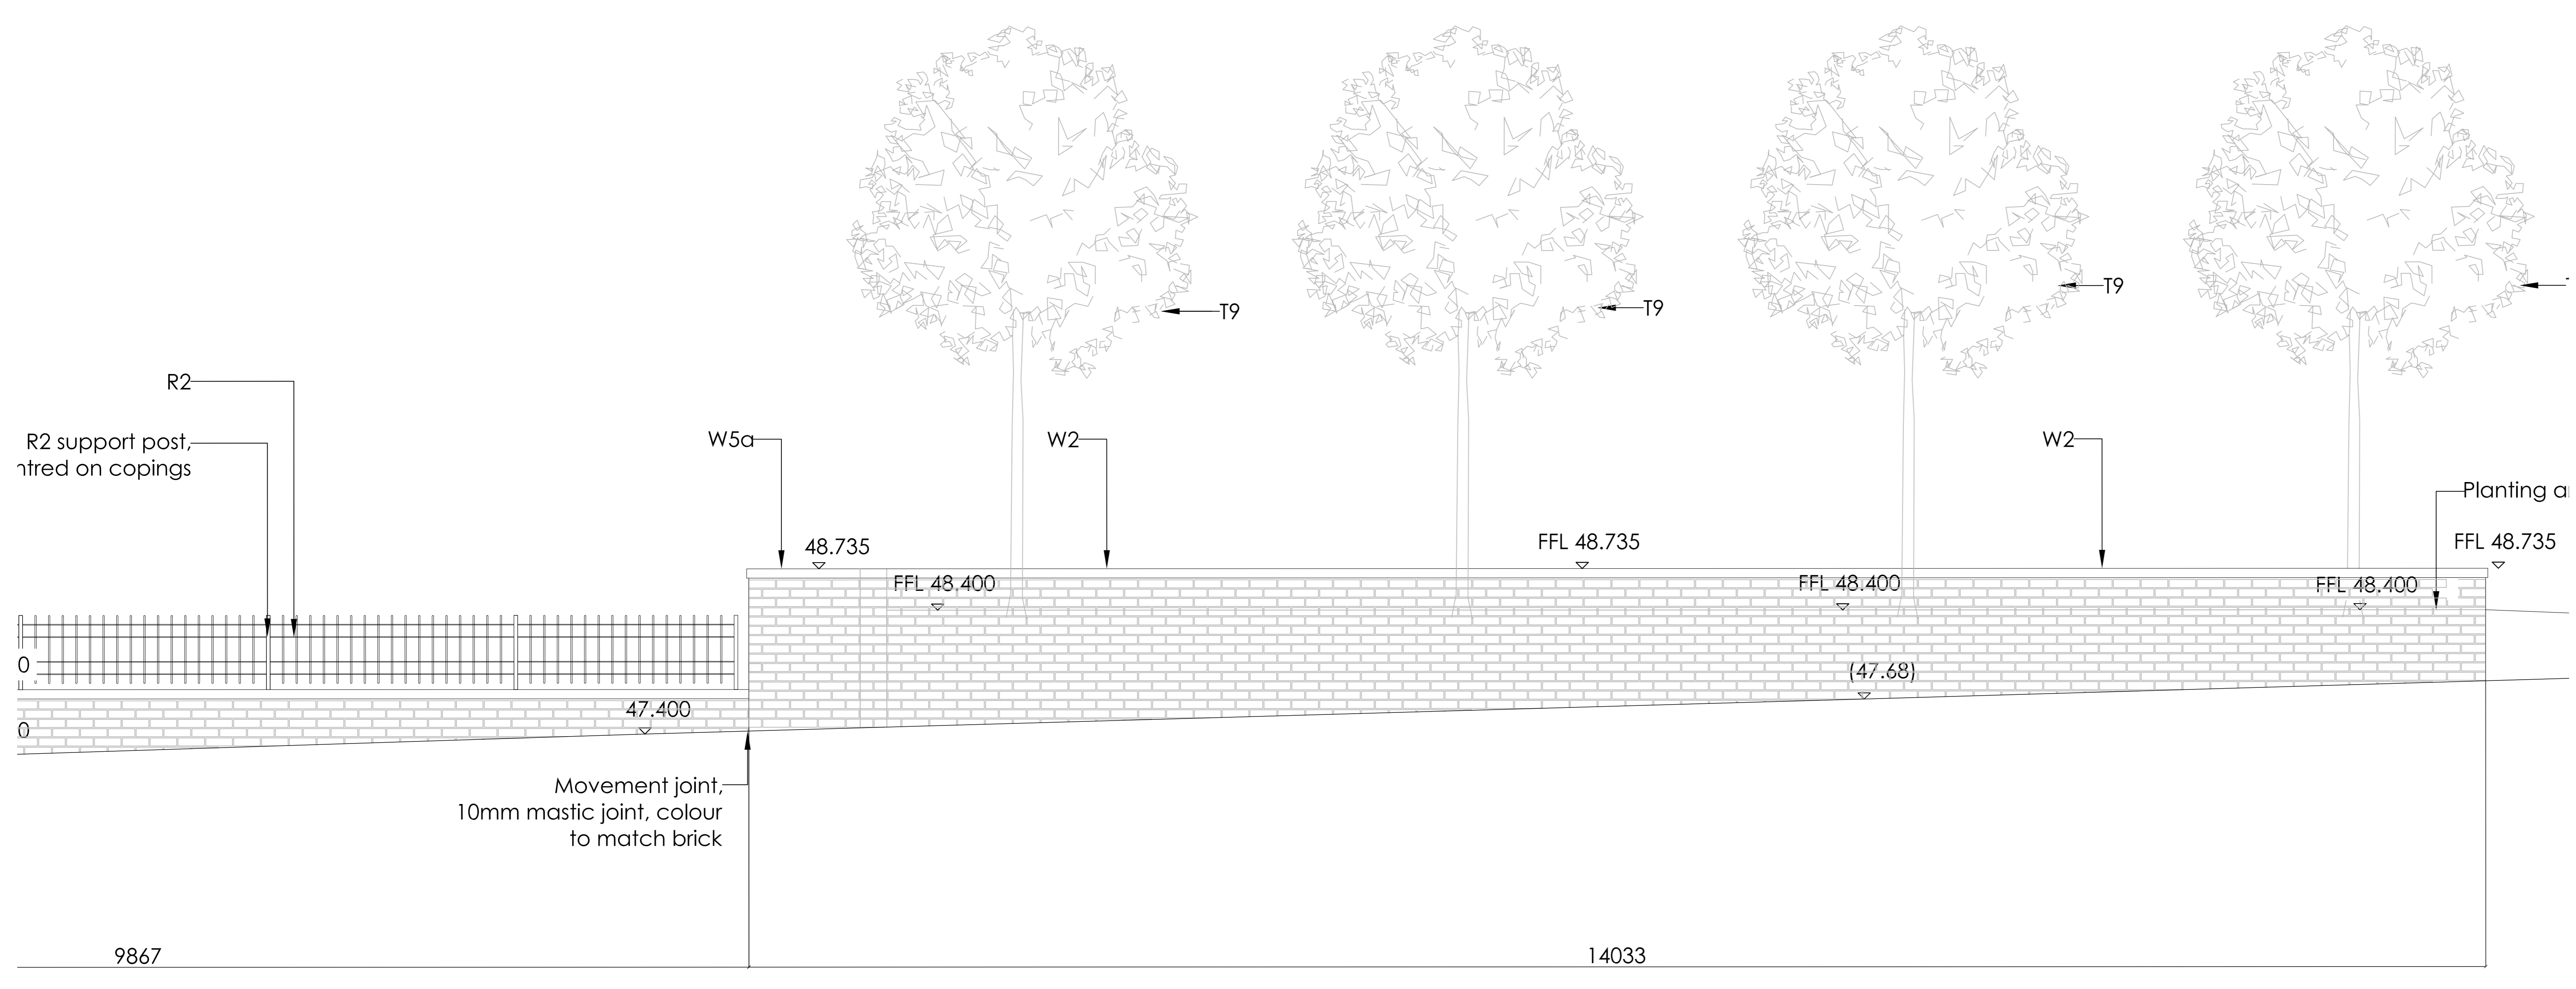 T9
T9
T9
R2
R2 support post,
on copings
W5a
W2
W2
Planting
48.735
FFL 48.735
FFL 48.735
FFL 48.400
FFL 48.400
FFL 48.400
(47.68)
0
47.400
0
Movement joint,
10mm mastic joint, colour
to match brick
9867
14033